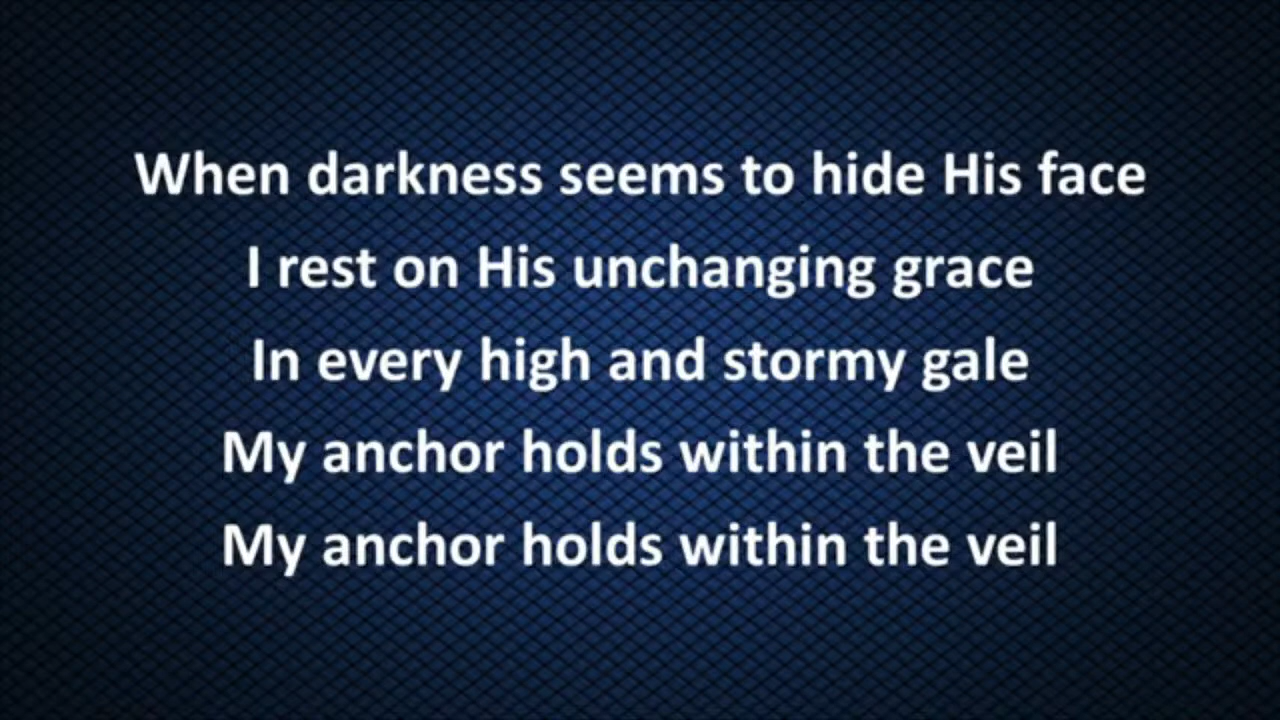 When darkness seems to hide His face
I rest on His unchanging grace
In every high and stormy gale
My anchor holds within the veil
My anchor holds within the veil